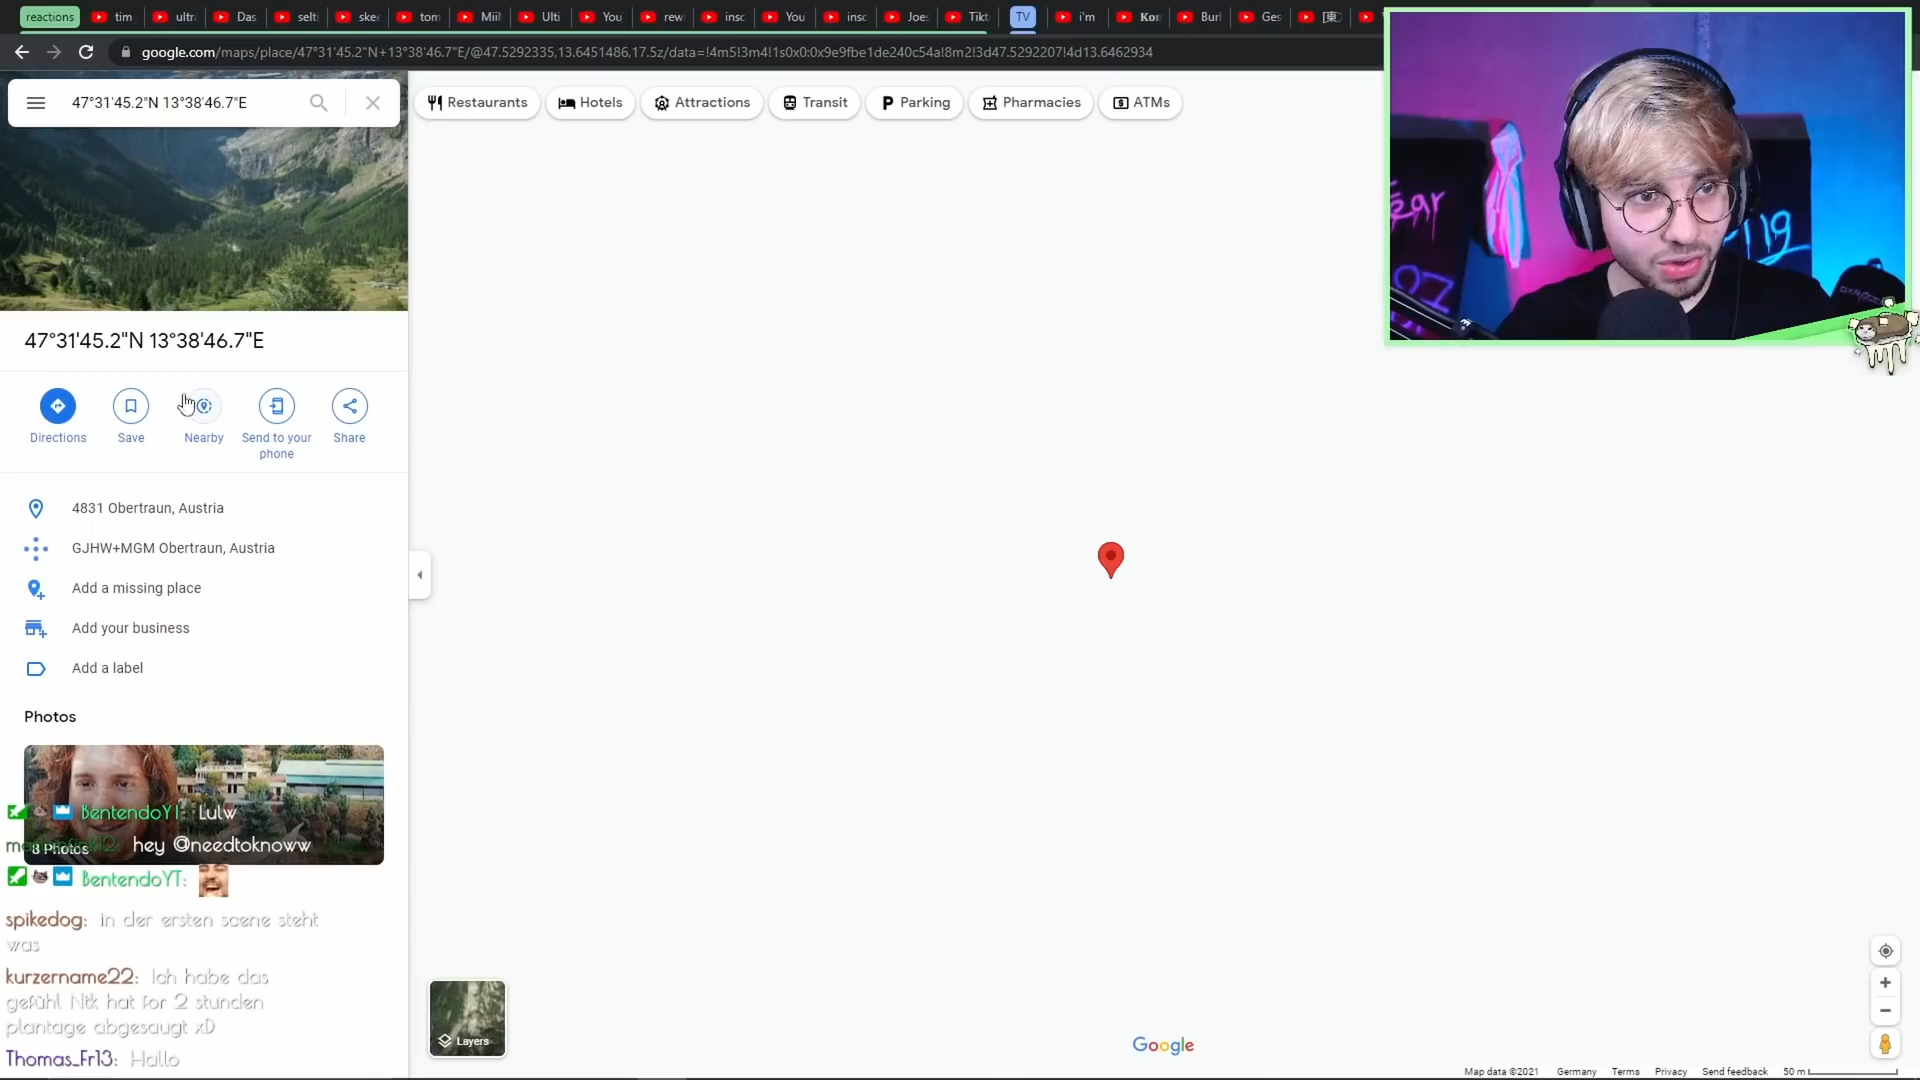 reactions
tim
ultr
Das
selt
ske
tom
Miil
Ulti
You
rew
insc
You
insc
Joe
Tikt
TV
i'm
Kon
Burl
Ges
google.com/maps/place/47°31'45.2"N+13°38'46.7"E/@47.5292335,13.6451486,17.5z/data=!4m5!3m4!1s0x0:0x9e9fbe1de240c54a!8m2!3d47.5292207!4d13.6462934
47°31'45.2"N 13°38'46.7"E
Restaurants
Hotels
Attractions
Transit
Parking
Pharmacies
ATMs
47°31'45.2"N 13°38'46.7"E
Directions
Save
Nearby
Send to your
phone
Share
4831 Obertraun, Austria
GJHW+MGM Obertraun, Austria
Add a missing place
Add your business
Add a label
Photos
BentendoYT: Lulw
8 Photos
hey @needtoknoww
BentendoYT:
spikedog: in der ersten scene steht
was
kurzername22: Ich habe das
gefühl Ntk hat for 2 stunden
plantage abgesaugt xD
Thomas_Fr13: Hallo
Layers
Google
Map data ©2021
Germany
Terms
Privacy
Send feedback
50 m